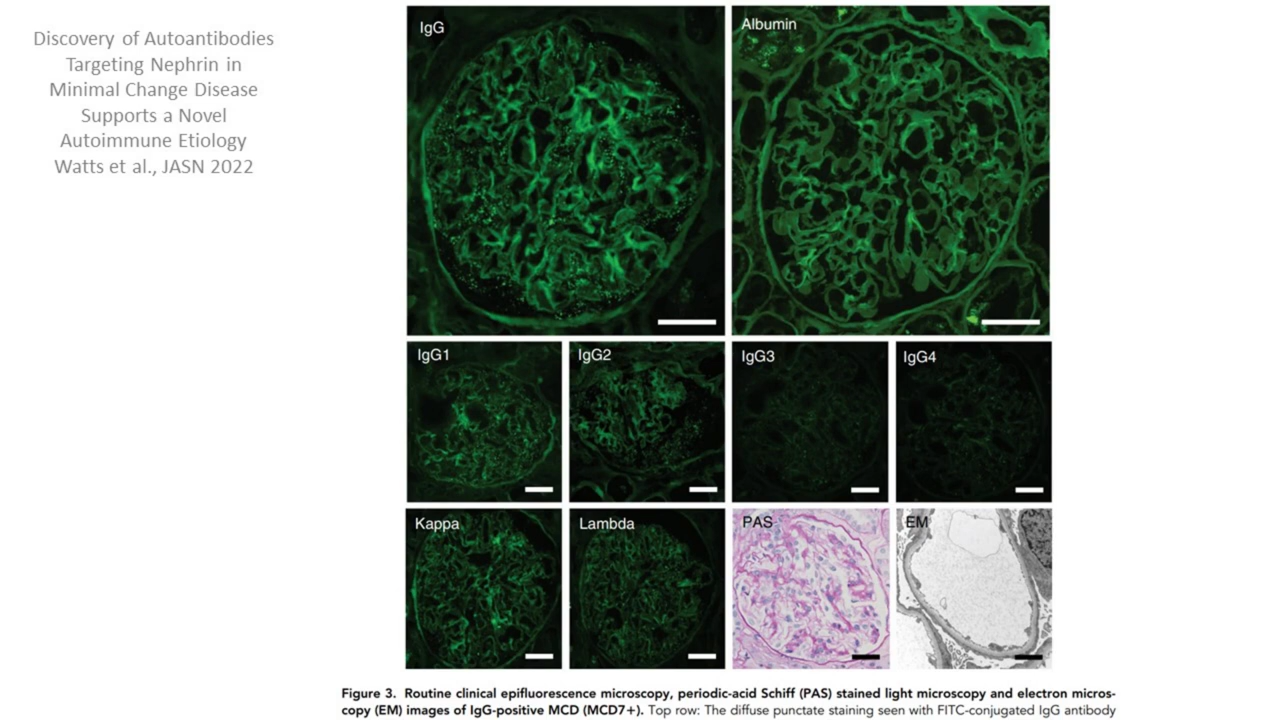 Discovery of Autoantibodies
Targeting Nephrin in
Minimal Change Disease
Supports a Novel
Autoimmune Etiology
Watts et al., JASN 2022
IgG
Albumin
IgG1
IgG2
IgG3
IgG4
Kappa
Lambda
PAS
EM
Figure 3. Routine clinical epifluorescence microscopy, periodic-acid Schiff (PAS) stained light microscopy and electron micros-
copy (EM) images of IgG-positive MCD (MCD7+). Top row: The diffuse punctate staining seen with FITC-conjugated IgG antibody